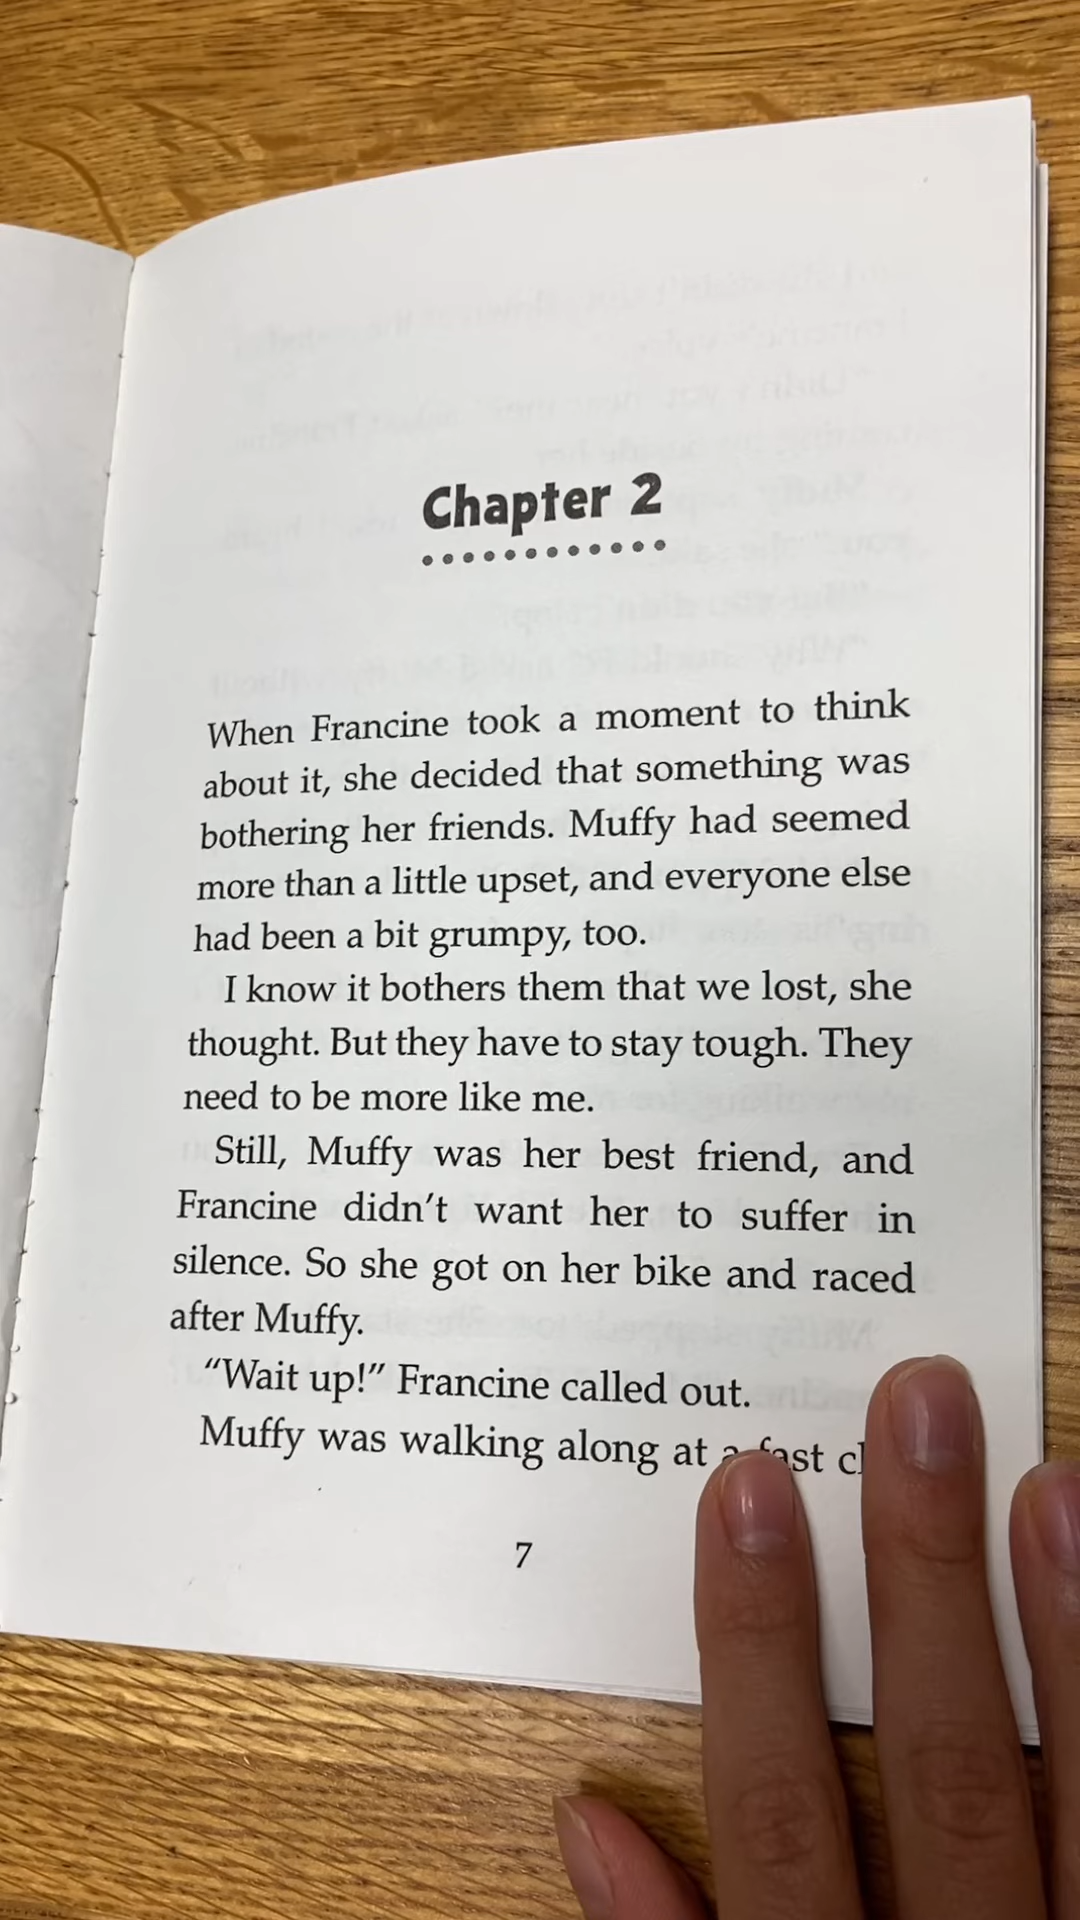 Chapter 2
When Francine took a moment to think
about it, she decided that something was
bothering her friends. Muffy had seemed
more than a little upset, and everyone else
had been a bit grumpy, too.
I know it bothers them that we lost, she
thought. But they have to stay tough. They
need to be more like me.
Still, Muffy was her best friend, and
Francine didn’t want her to suffer in
silence. So she got on her bike and raced
after Muffy.
“Wait up!” Francine called out.
Muffy was walking along at a fast
7